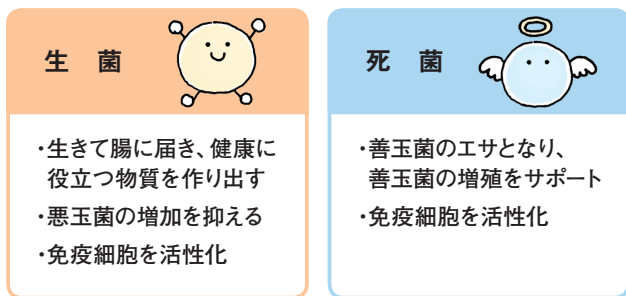 生 菌
・生きて腸に届き、健康に
役立つ物質を作り出す
・悪玉菌の増加を抑える
・免疫細胞を活性化
死 菌
・善玉菌のエサとなり、
善玉菌の増殖をサポート
・免疫細胞を活性化